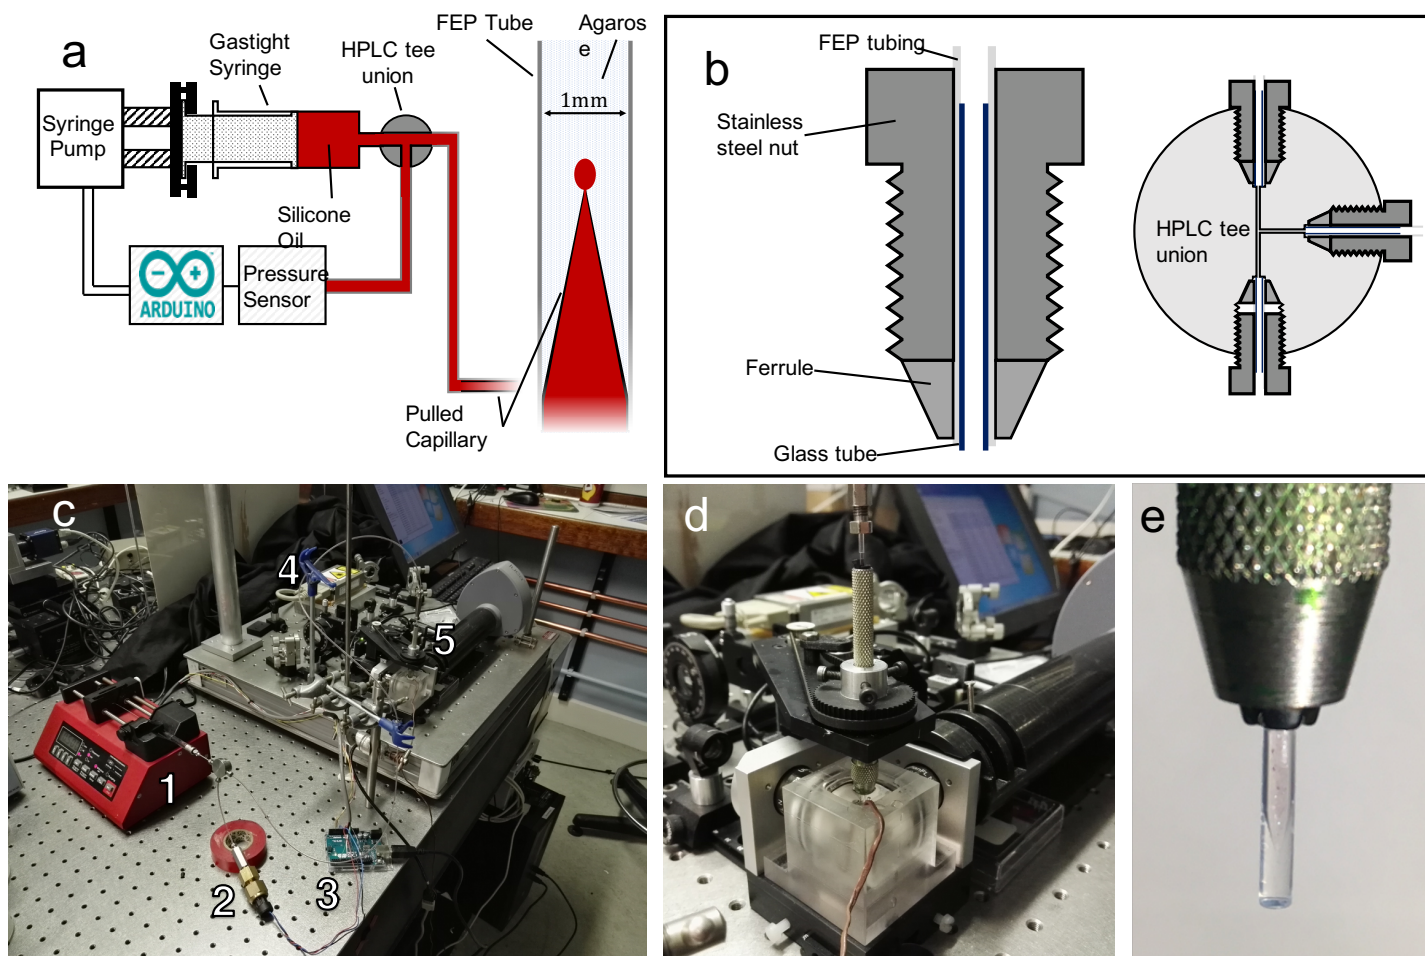 a
Gastight
Syringe
HPLC tee
union
FEP Tube
Agaros
e
1mm
Syringe
Pump
Silicone
Oil
ARDUINO
Pressure
Sensor
Pulled
Capillary
b
FEP tubing
Stainless
steel nut
Ferrule
Glass tube
HPLC tee
union
c
1
2
3
4
5
d
e